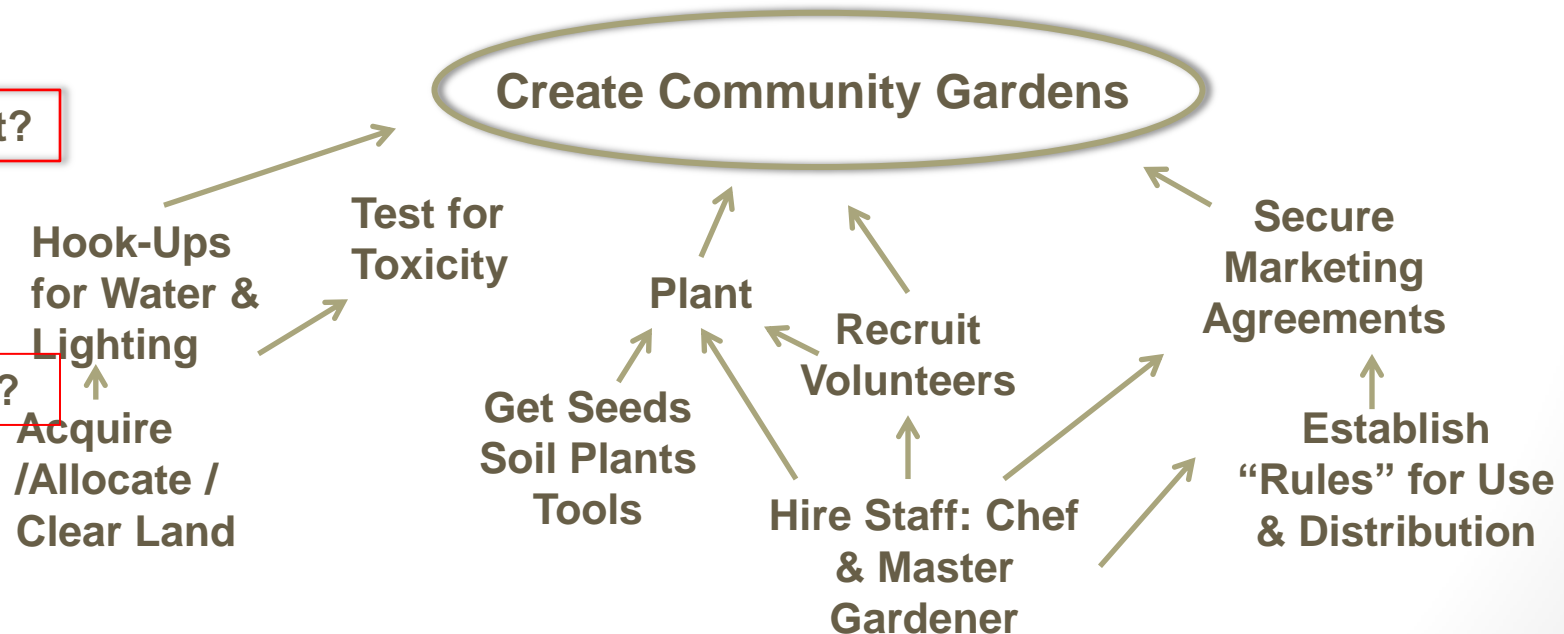 Create Community Gardens
t?
Hook-Ups
for Water &
Lighting
Test for
Toxicity
Plant
Recruit
Volunteers
Secure
Marketing
Agreements
?
Acquire
/Allocate /
Clear Land
Get Seeds
Soil Plants
Tools
Hire Staff: Chef
& Master
Gardener
Establish
“Rules” for Use
& Distribution